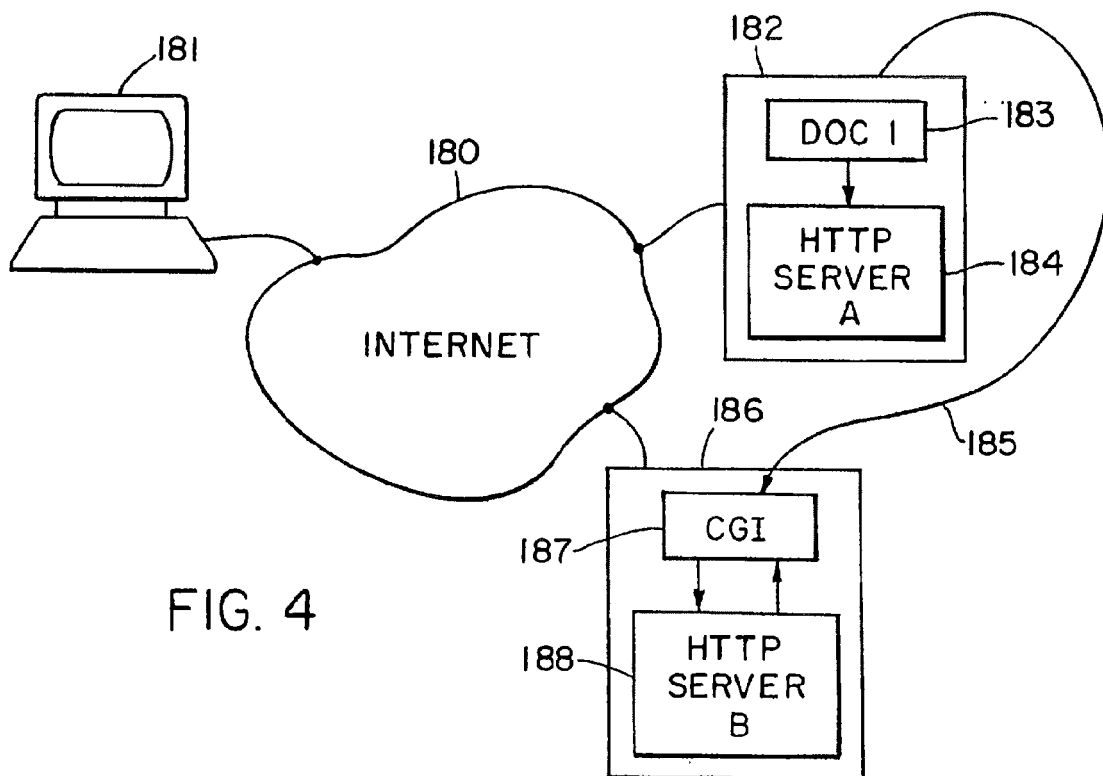 181
182
DOC 1
183
180
HTTP
SERVER
A
184
INTERNET
185
186
CGI
187
FIG. 4
HTTP
SERVER
B
188